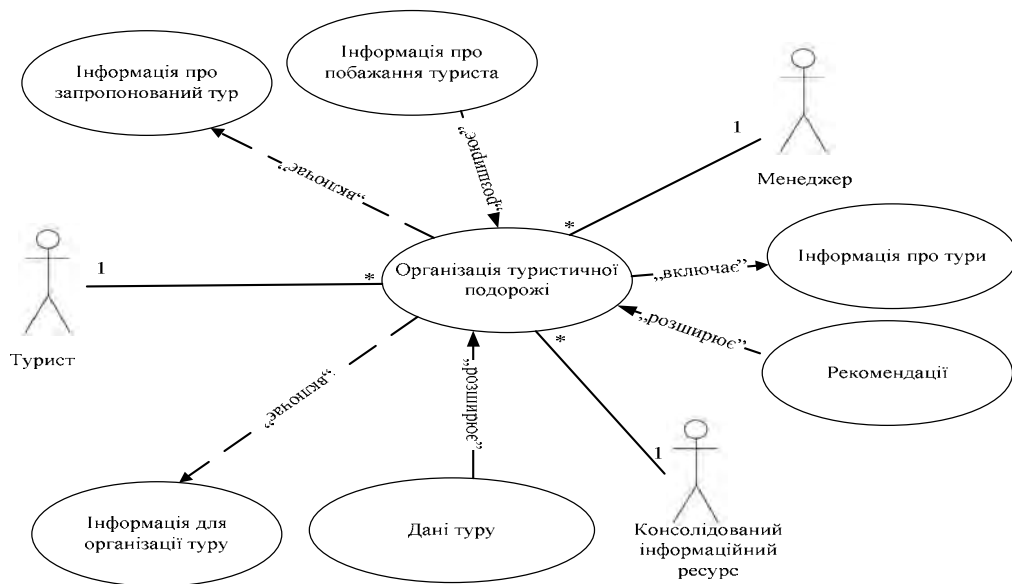 Інформація про
запропонований тур
Інформація про
побажання туриста
Менеджер
1
*
„включає”
„розширює”
Турист
1
*
Організація туристичної
подорожі
„включає”
Інформація про тури
„розширює”
Рекомендації
*
1
„включає”
„розширює”
Інформація для
організації туру
Дані туру
Консолідований
інформаційний
ресурс